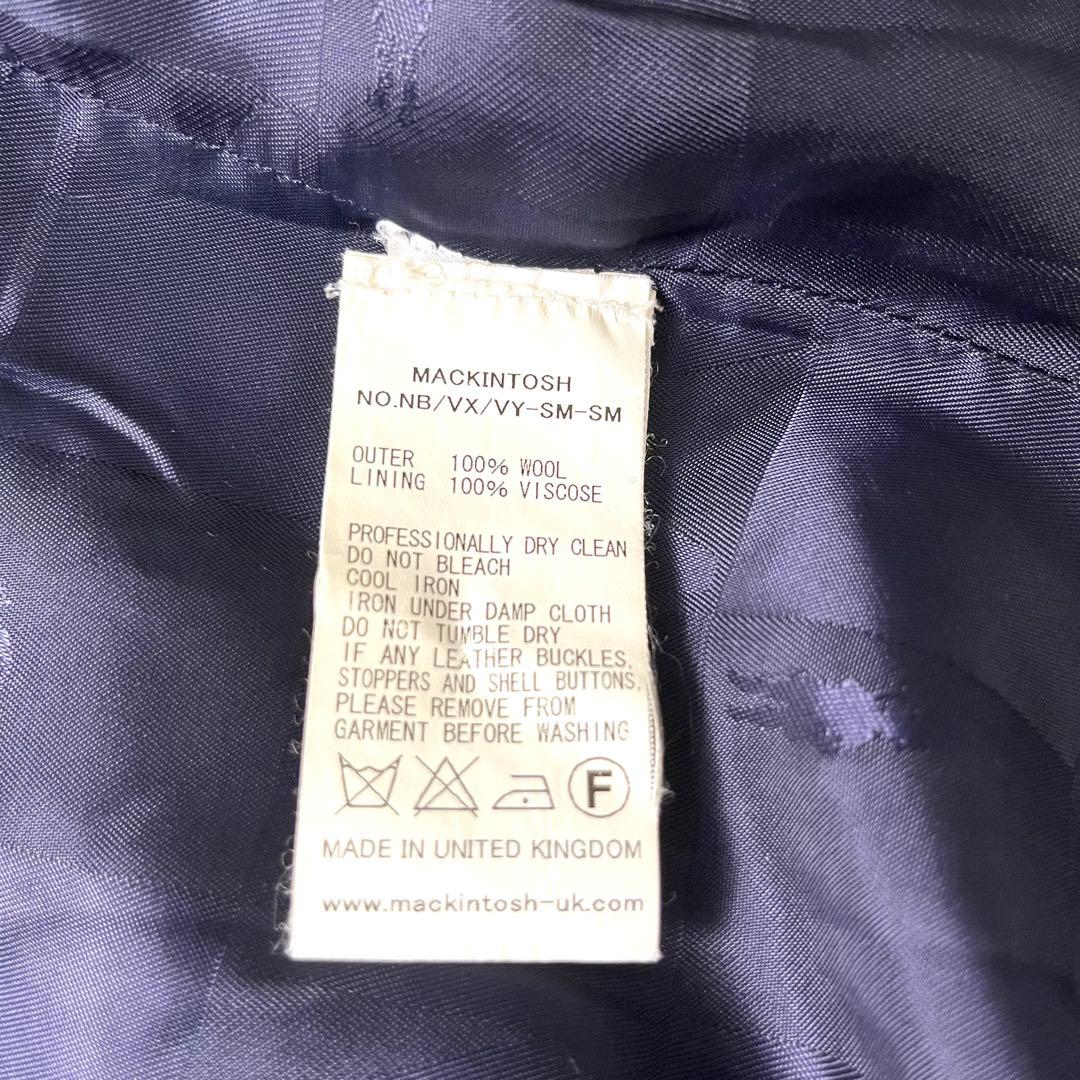 MACKINTOSH
NO.NB/VX/VY-SM-SM
OUTER 100% WOOL
LINING 100% VISCOSE
PROFESSIONALLY DRY CLEAN
DO NOT BLEACH
COOL IRON
IRON UNDER DAMP CLOTH
DO NOT TUMBLE DRY
IF ANY LEATHER BUCKLES,
STOPPERS AND SHELL BUTTONS,
PLEASE REMOVE FROM
GARMENT BEFORE WASHING
F
MADE IN UNITED KINGDOM
www.mackintosh-uk.com